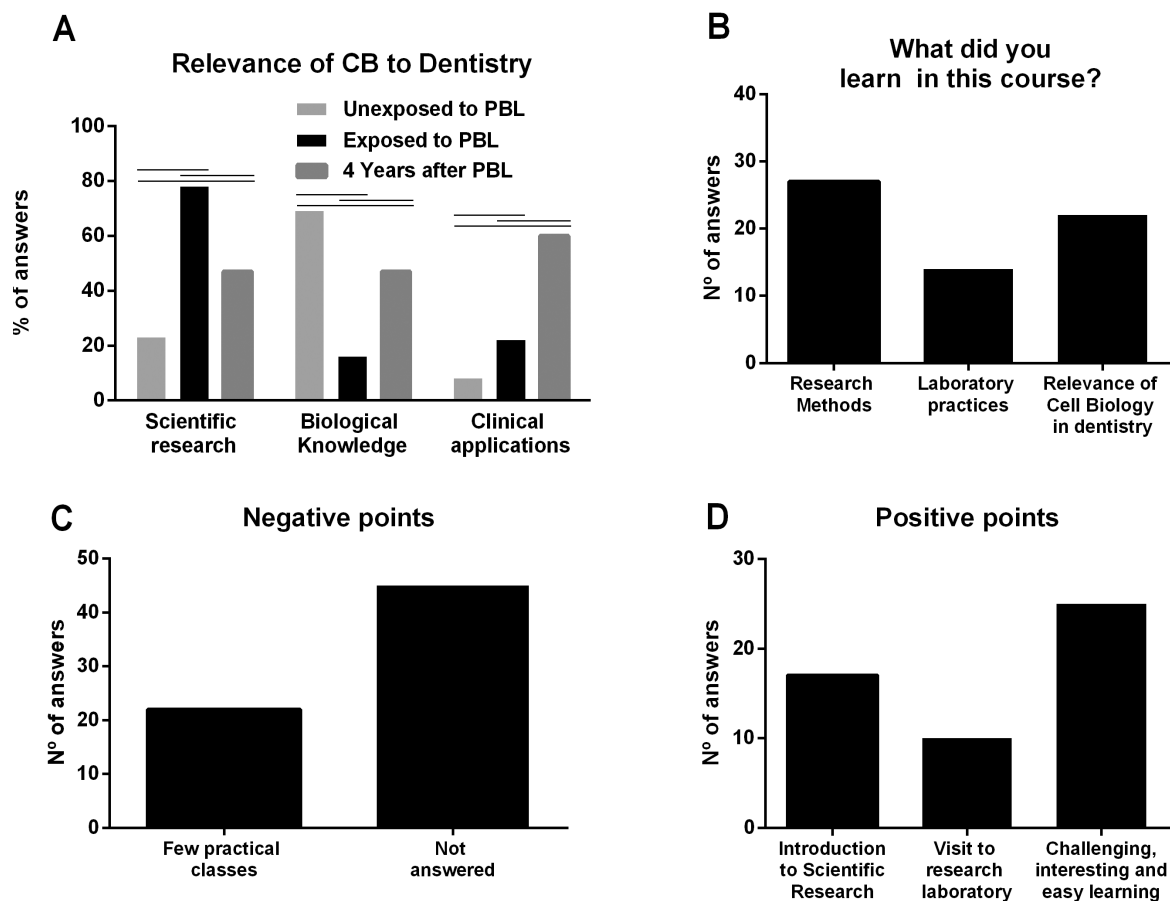 A
Relevance of CB to Dentistry
Unexposed to PBL
Exposed to PBL
4 Years after PBL
% of answers
100
80
60
40
20
0
Scientific
research
Biological
Knowledge
Clinical
applications
B
What did you
learn in this course?
Nº of answers
40
30
20
10
0
Research
Methods
Laboratory
practices
Relevance of
Cell Biology
in dentistry
C
Negative points
Nº of answers
50
40
30
20
10
0
Few practical
classes
Not
answered
D
Positive points
Nº of answers
30
20
10
0
Introduction
to Scientific
Research
Visit to
research
laboratory
Challenging,
interesting and
easy learning